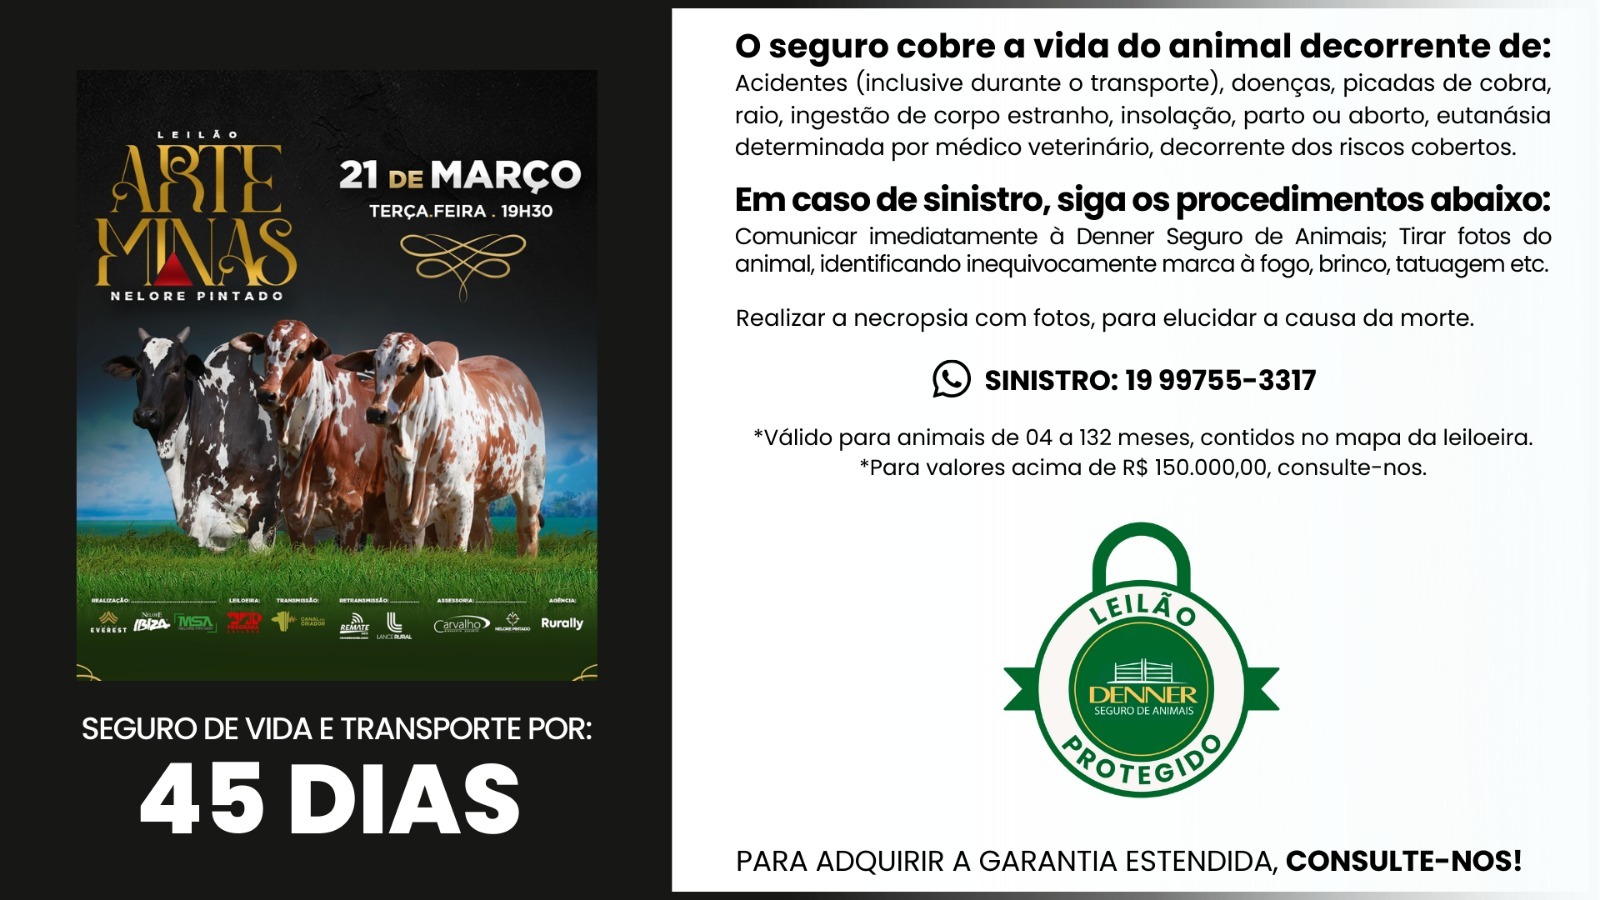 LEILÃO
ARTE
MINAS
NELORE PINTADO
21 DE MARÇO
TERÇA.FEIRA . 19H30
REALIZAÇÃO: LEILOEIRA: TRANSMISSÃO: RETRANSMISSÃO: ASSESSORIA: AGÊNCIA:
EVEREST NELORE IBIZA MSA CANAL DO CRIADOR REMATE LANCE RURAL Carvalho NELORE PINTADO Rurally
SEGURO DE VIDA E TRANSPORTE POR:
45 DIAS
O seguro cobre a vida do animal decorrente de:
Acidentes (inclusive durante o transporte), doenças, picadas de cobra,
raio, ingestão de corpo estranho, insolação, parto ou aborto, eutanásia
determinada por médico veterinário, decorrente dos riscos cobertos.
Em caso de sinistro, siga os procedimentos abaixo:
Comunicar imediatamente à Denner Seguro de Animais; Tirar fotos do
animal, identificando inequivocamente marca à fogo, brinco, tatuagem etc.
Realizar a necropsia com fotos, para elucidar a causa da morte.
SINISTRO: 19 99755-3317
*Válido para animais de 04 a 132 meses, contidos no mapa da leiloeira.
*Para valores acima de R$ 150.000,00, consulte-nos.
LEILÃO
DENNER
SEGURO DE ANIMAIS
PROTEGIDO
PARA ADQUIRIR A GARANTIA ESTENDIDA, CONSULTE-NOS!